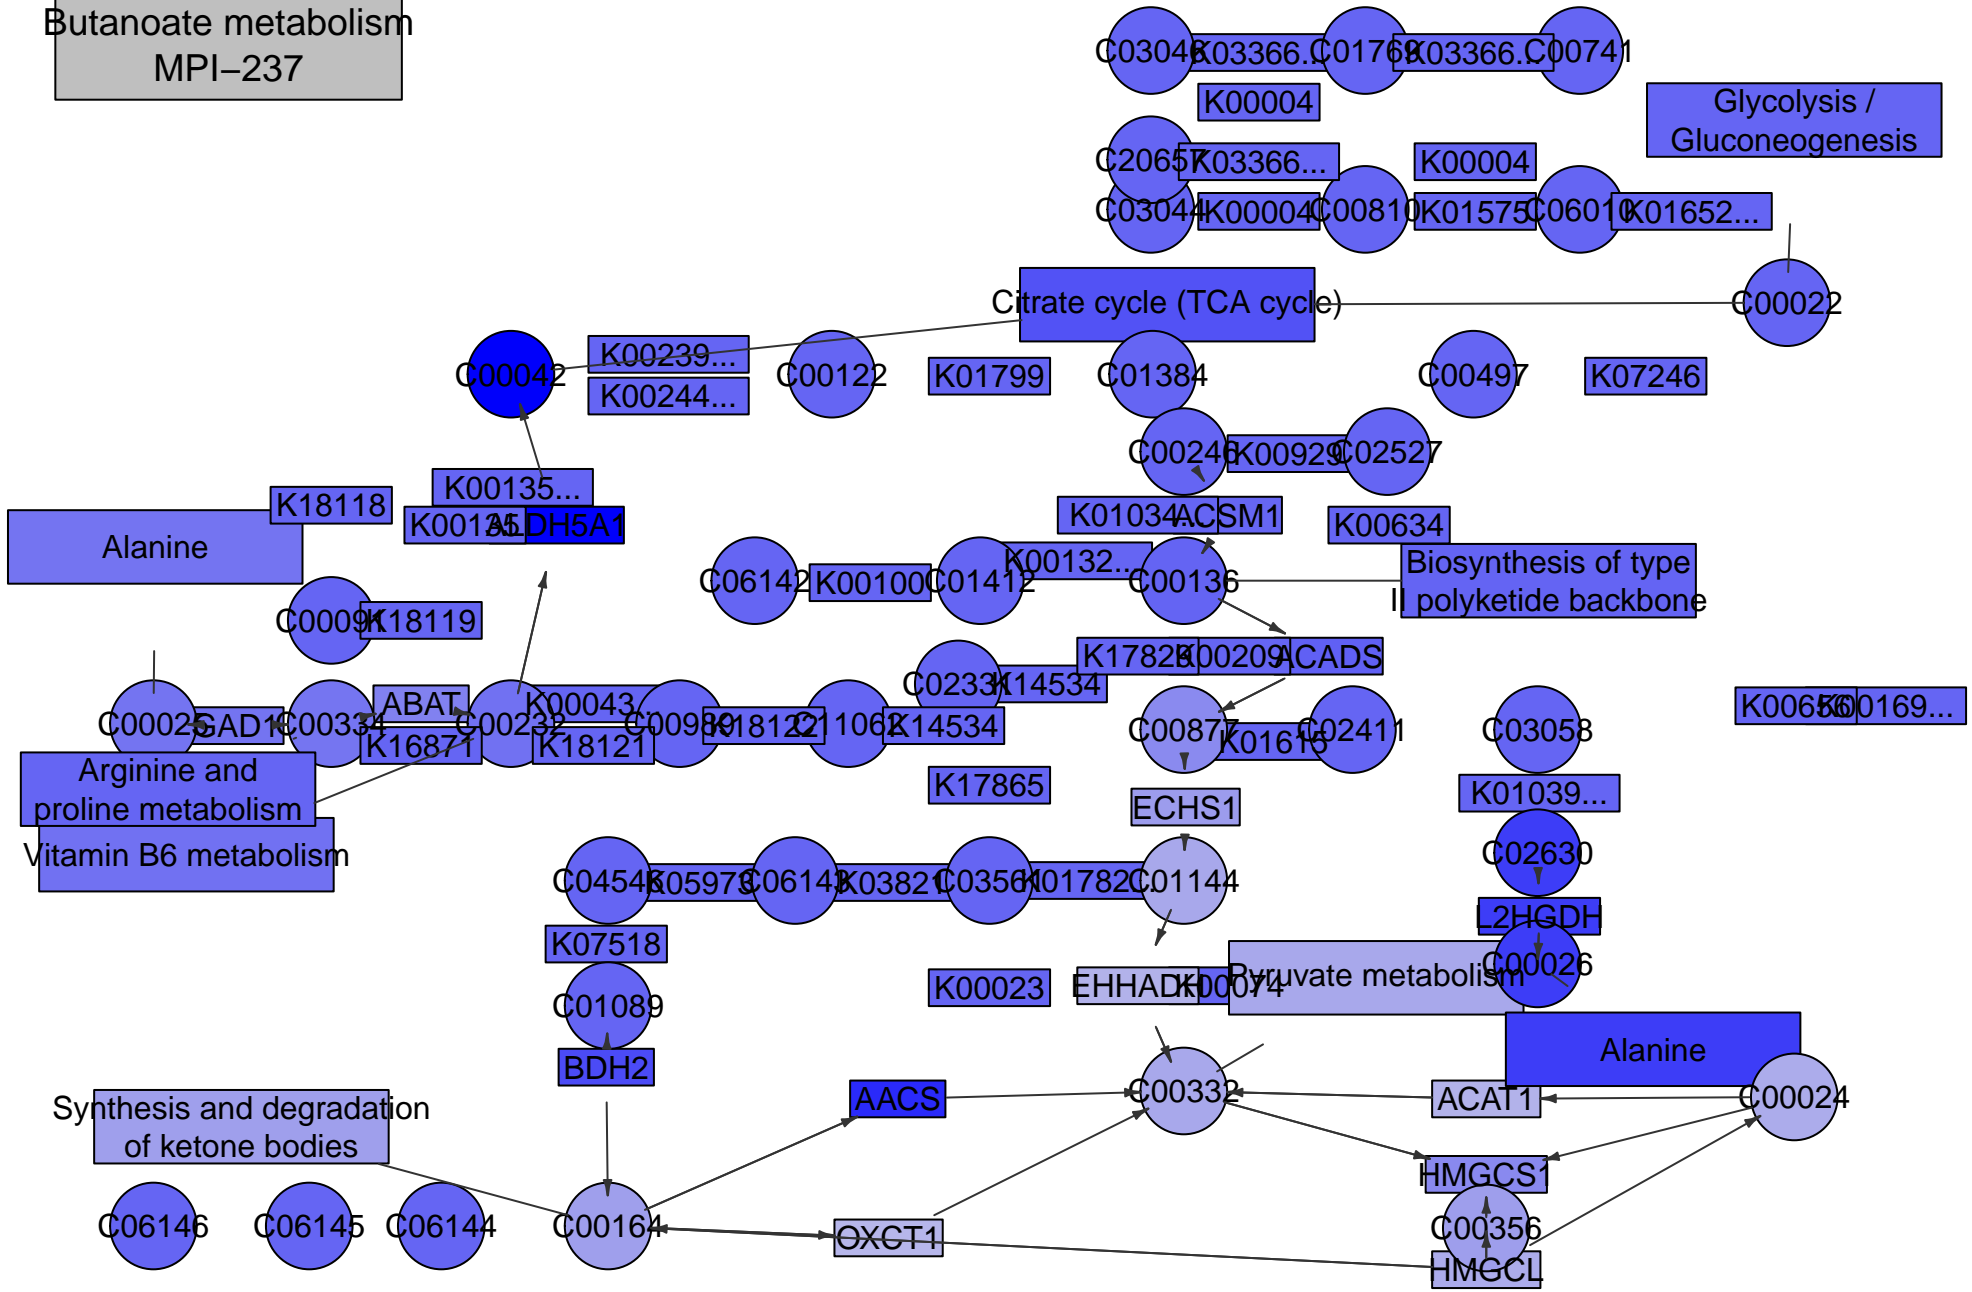 Butanoate metabolism
MPI−237
C03046
K03366...
C01769
K03366...
C00741
K00004
Glycolysis /
Gluconeogenesis
C20657
K03366...
K00004
C03044
K00004
C00810
K01575
C06010
K01652...
Citrate cycle (TCA cycle)
C00022
C00042
K00239...
K00244...
C00122
K01799
C01384
C00497
K07246
C00246
K00929
C02527
K18118
K00135...
K00135
ALDH5A1
K01034...
ACSM1
K00634
Alanine
C06142
K00100
C01412
K00132...
C00136
Biosynthesis of type
II polyketide backbone
C00091
K18119
K17829
K00209
ACADS
C02331
K14534
C00025
GAD1
C00334
ABAT
K16871
C00232
K00043...
K18121
C00989
K18122
C11062
K14534
C00877
K01615
C02411
C03058
K00656
K00169...
Arginine and
proline metabolism
K17865
ECHS1
K01039...
Vitamin B6 metabolism
C04546
K05973
C06143
K03821
C03561
K01782...
C01144
C02630
K07518
L2HGDH
C01089
K00023
EHHADH
K00074
Pyruvate metabolism
C00026
BDH2
Alanine
Synthesis and degradation
of ketone bodies
AACS
C00332
ACAT1
C00024
HMGCS1
C06146
C06145
C06144
C00164
OXCT1
C00356
HMGCL